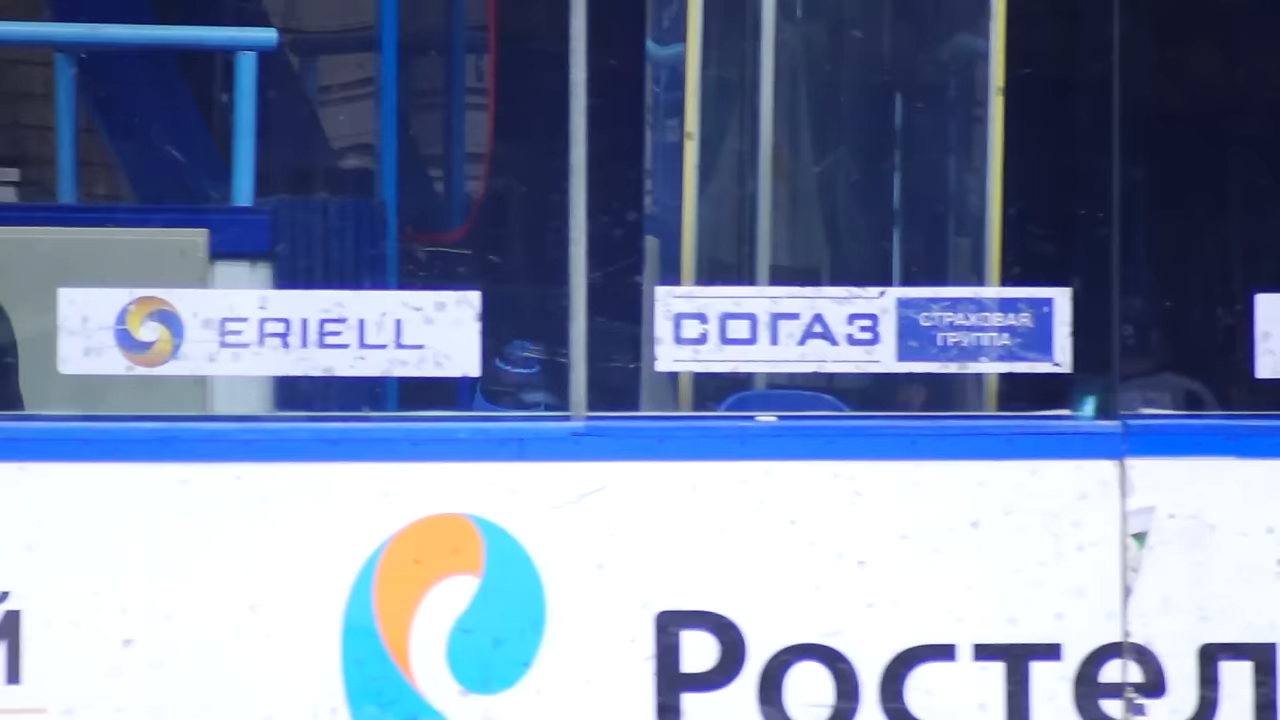 ERIELL
СОГАЗ
СТРАХОВАЯ
ГРУППА
й
Ростел